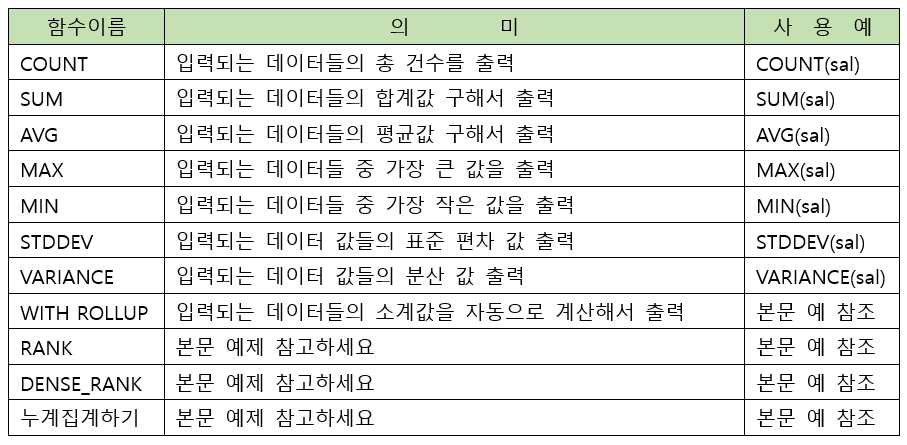 함수이름 의 미 사 용 예
COUNT 입력되는 데이터들의 총 건수를 출력 COUNT(sal)
SUM 입력되는 데이터들의 합계값 구해서 출력 SUM(sal)
AVG 입력되는 데이터들의 평균값 구해서 출력 AVG(sal)
MAX 입력되는 데이터들 중 가장 큰 값을 출력 MAX(sal)
MIN 입력되는 데이터들 중 가장 작은 값을 출력 MIN(sal)
STDDEV 입력되는 데이터 값들의 표준 편차 값 출력 STDDEV(sal)
VARIANCE 입력되는 데이터 값들의 분산 값 출력 VARIANCE(sal)
WITH ROLLUP 입력되는 데이터들의 소계값을 자동으로 계산해서 출력 본문 예 참조
RANK 본문 예제 참고하세요 본문 예 참조
DENSE_RANK 본문 예제 참고하세요 본문 예 참조
누계집계하기 본문 예제 참고하세요 본문 예 참조